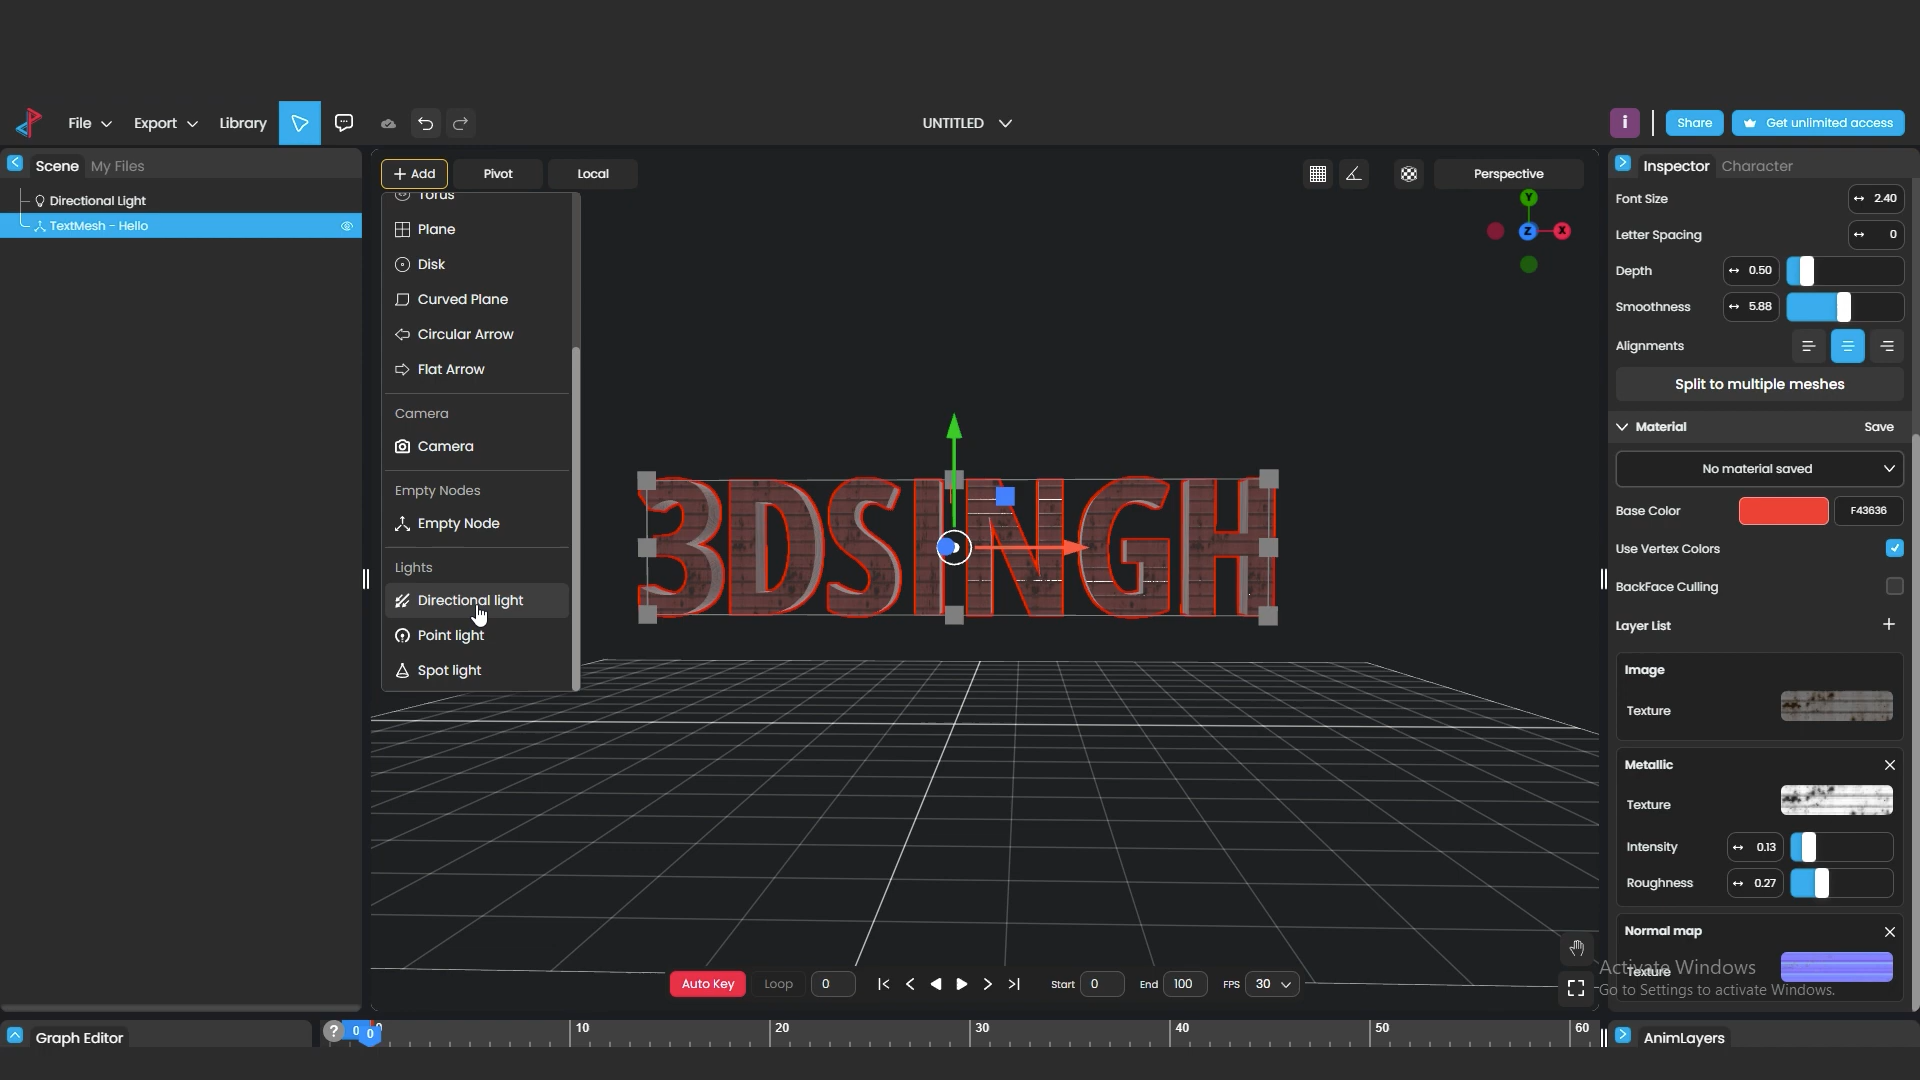 File Export Library
UNTITLED
i Share Get unlimited access
Scene My Files
Directional Light
TextMesh - Hello
+ Add Pivot Local
Perspective
Y
Z X
Torus
Plane
Disk
Curved Plane
Circular Arrow
Flat Arrow
Camera
Camera
Empty Nodes
Empty Node
Lights
Directional light
Point light
Spot light
3DSINGH
Inspector Character
Font Size 2.40
Letter Spacing 0
Depth 0.50
Smoothness 5.88
Alignments
Split to multiple meshes
Material Save
No material saved
Base Color F43636
Use Vertex Colors
BackFace Culling
Layer List +
Image
Texture
Metallic
Texture
Intensity 0.13
Roughness 0.27
Normal map
Texture
Activate Windows
Go to Settings to activate Windows.
Auto Key Loop 0 Start 0 End 100 FPS 30
Graph Editor
? 0 0 0 10 20 30 40 50 60
AnimLayers